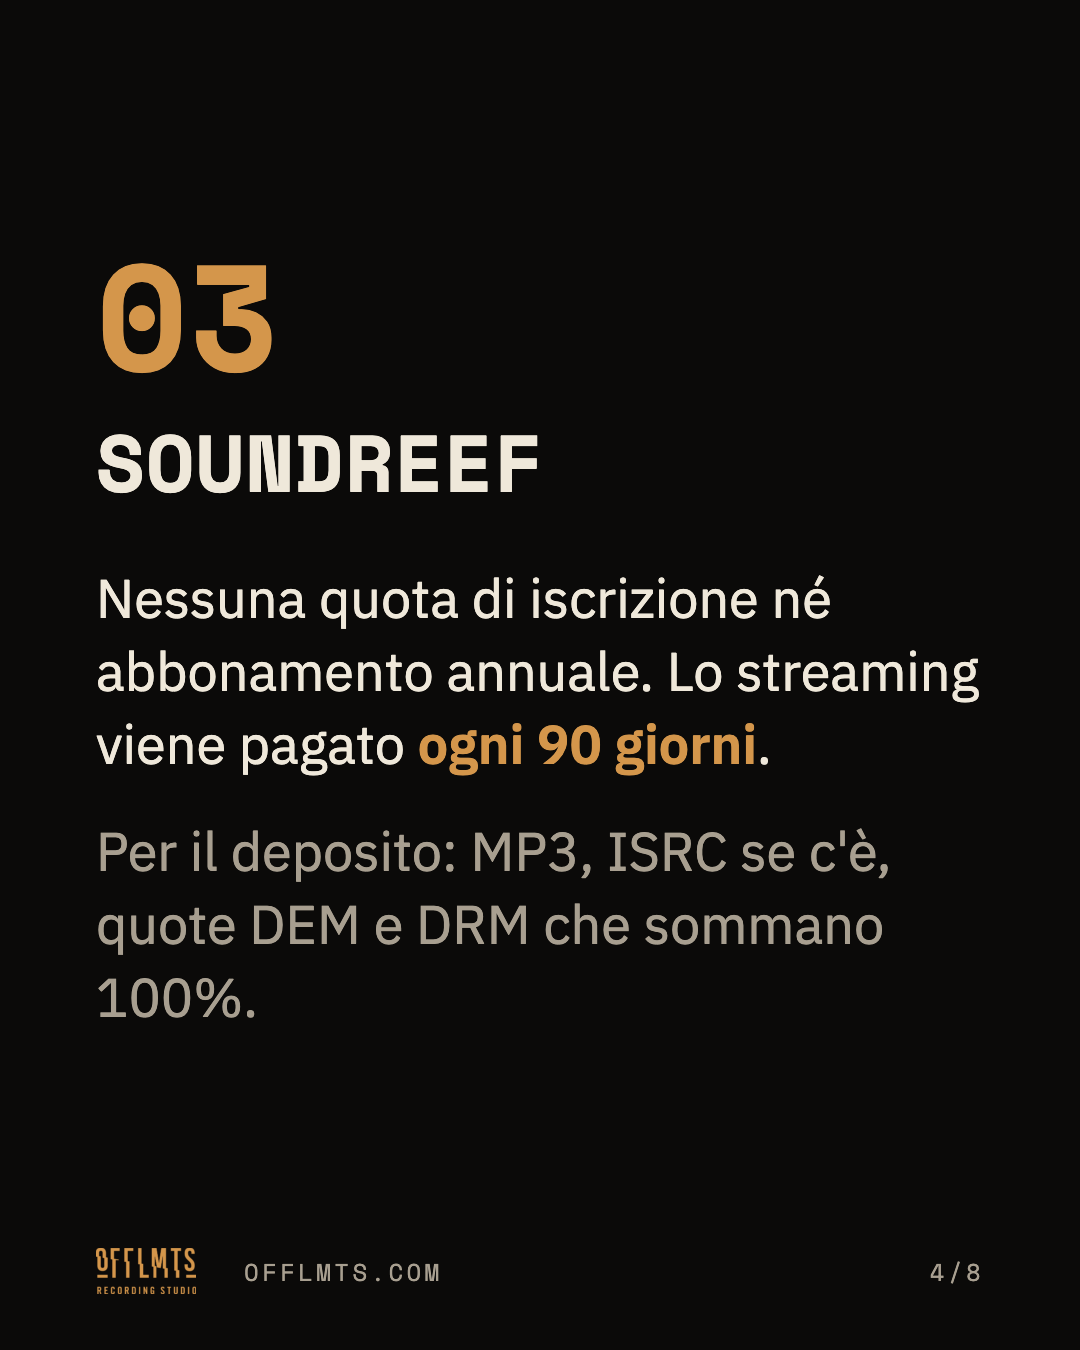 03
SOUNDREEF
Nessuna quota di iscrizione né
abbonamento annuale. Lo streaming
viene pagato ogni 90 giorni.
Per il deposito: MP3, ISRC se c'è,
quote DEM e DRM che sommano
100%.
OFFLMTS
RECORDING STUDIO
OFFLMTS.COM
4/8